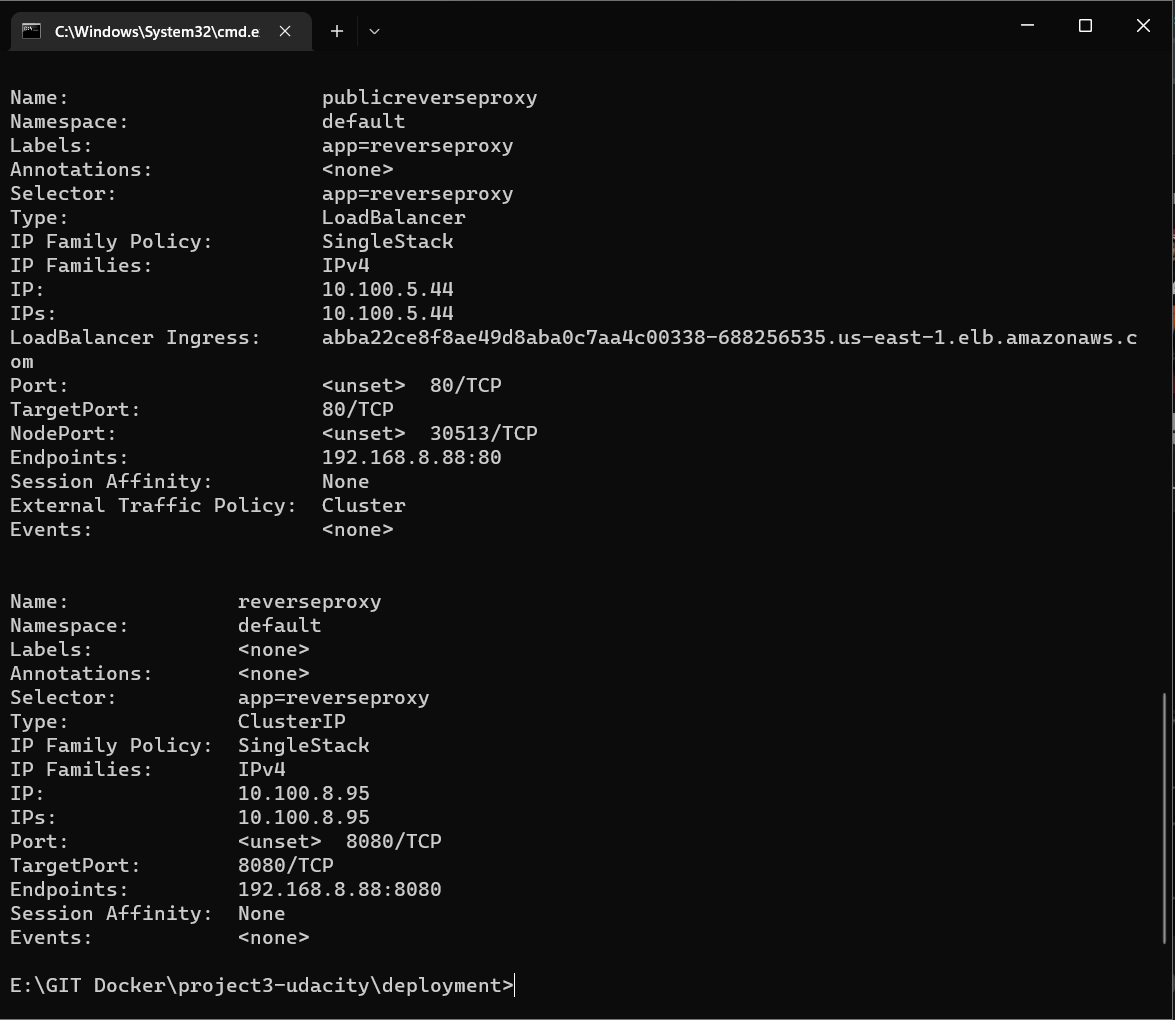 C:\Windows\System32\cmd.e
Name:                     publicreverseproxy
Namespace:                default
Labels:                   app=reverseproxy
Annotations:              <none>
Selector:                 app=reverseproxy
Type:                     LoadBalancer
IP Family Policy:         SingleStack
IP Families:              IPv4
IP:                       10.100.5.44
IPs:                      10.100.5.44
LoadBalancer Ingress:     abba22ce8f8ae49d8aba0c7aa4c00338-688256535.us-east-1.elb.amazonaws.c
om
Port:                     <unset>  80/TCP
TargetPort:               80/TCP
NodePort:                 <unset>  30513/TCP
Endpoints:                192.168.8.88:80
Session Affinity:         None
External Traffic Policy:  Cluster
Events:                   <none>
Name:              reverseproxy
Namespace:         default
Labels:            <none>
Annotations:       <none>
Selector:          app=reverseproxy
Type:              ClusterIP
IP Family Policy:  SingleStack
IP Families:       IPv4
IP:                10.100.8.95
IPs:               10.100.8.95
Port:              <unset>  8080/TCP
TargetPort:        8080/TCP
Endpoints:         192.168.8.88:8080
Session Affinity:  None
Events:            <none>
E:\GIT Docker\project3-udacity\deployment>